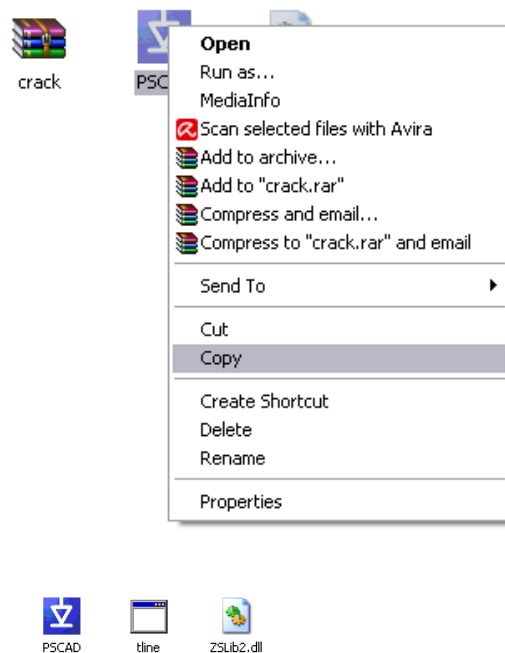 crack
PSC
Open
Run as...
MediaInfo
Scan selected files with Avira
Add to archive...
Add to "crack.rar"
Compress and email...
Compress to "crack.rar" and email
Send To
Cut
Copy
Create Shortcut
Delete
Rename
Properties
PSCAD
tline
ZSLib2.dll